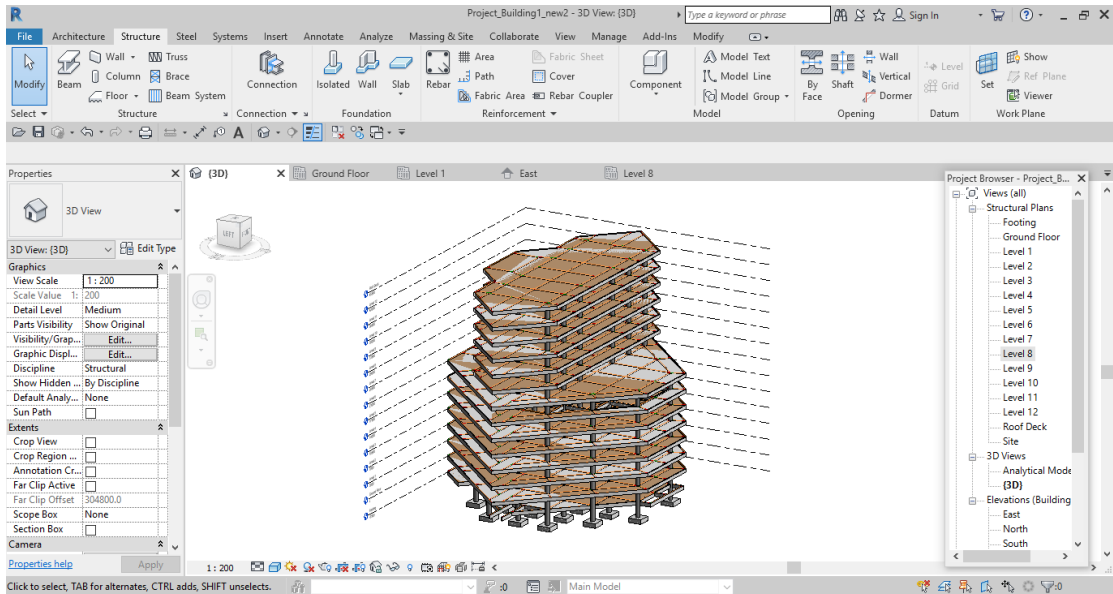 R Project_Building1_new2 - 3D View: {3D} Type a keyword or phrase Sign In
File Architecture Structure Steel Systems Insert Annotate Analyze Massing & Site Collaborate View Manage Add-Ins Modify
Modify
Beam
Wall Truss
Column Brace
Floor Beam System
Connection
Isolated Wall Slab
Rebar
Area Fabric Sheet
Path Cover
Fabric Area Rebar Coupler
Component
Model Text
Model Line
Model Group
By Face
Shaft
Wall
Vertical
Dormer
Level
Grid
Set
Show
Ref Plane
Viewer
Select Structure Connection Foundation Reinforcement Model Opening Datum Work Plane
Properties
{3D} Ground Floor Level 1 East Level 8
3D View
3D View: {3D} Edit Type
Graphics
View Scale 1 : 200
Scale Value 1: 200
Detail Level Medium
Parts Visibility Show Original
Visibility/Grap... Edit...
Graphic Displ... Edit...
Discipline Structural
Show Hidden ... By Discipline
Default Analy... None
Sun Path
Extents
Crop View
Crop Region ...
Annotation Cr...
Far Clip Active
Far Clip Offset 304800.0
Scope Box None
Section Box
Camera
Properties help Apply
LEFT
Project Browser - Project_B...
Views (all)
Structural Plans
Footing
Ground Floor
Level 1
Level 2
Level 3
Level 4
Level 5
Level 6
Level 7
Level 8
Level 9
Level 10
Level 11
Level 12
Roof Deck
Site
3D Views
Analytical Mode
{3D}
Elevations (Building
East
North
South
1 : 200
Click to select, TAB for alternates, CTRL adds, SHIFT unselects. :0 Main Model :0